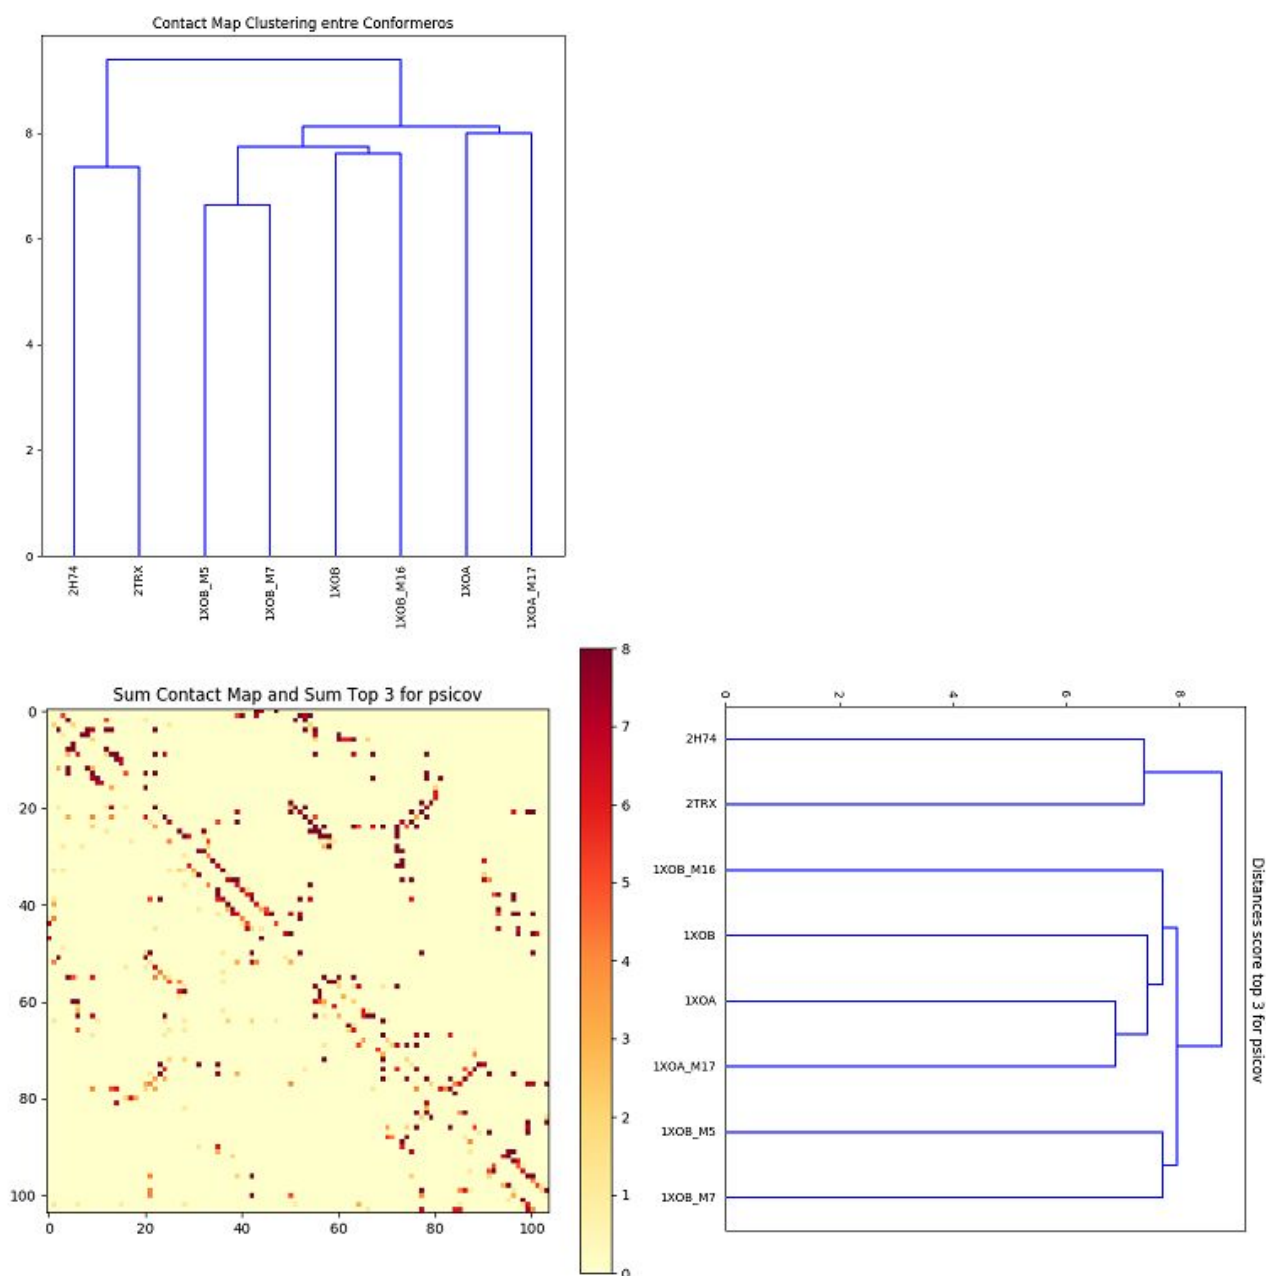 Contact Map Clustering entre Conformeros
8
6
4
2
0
2H74
2TRX
1XOB_M5
1XOB_M7
1XOB
1XOB_M16
1XOA
1XOA_M17
Sum Contact Map and Sum Top 3 for psicov
0
20
40
60
80
100
0 20 40 60 80 100
8
7
6
5
4
3
2
1
0
0 2 4 6 8
2H74
2TRX
1XOB_M16
1XOB
1XOA
1XOA_M17
1XOB_M5
1XOB_M7
Distances score top 3 for psicov